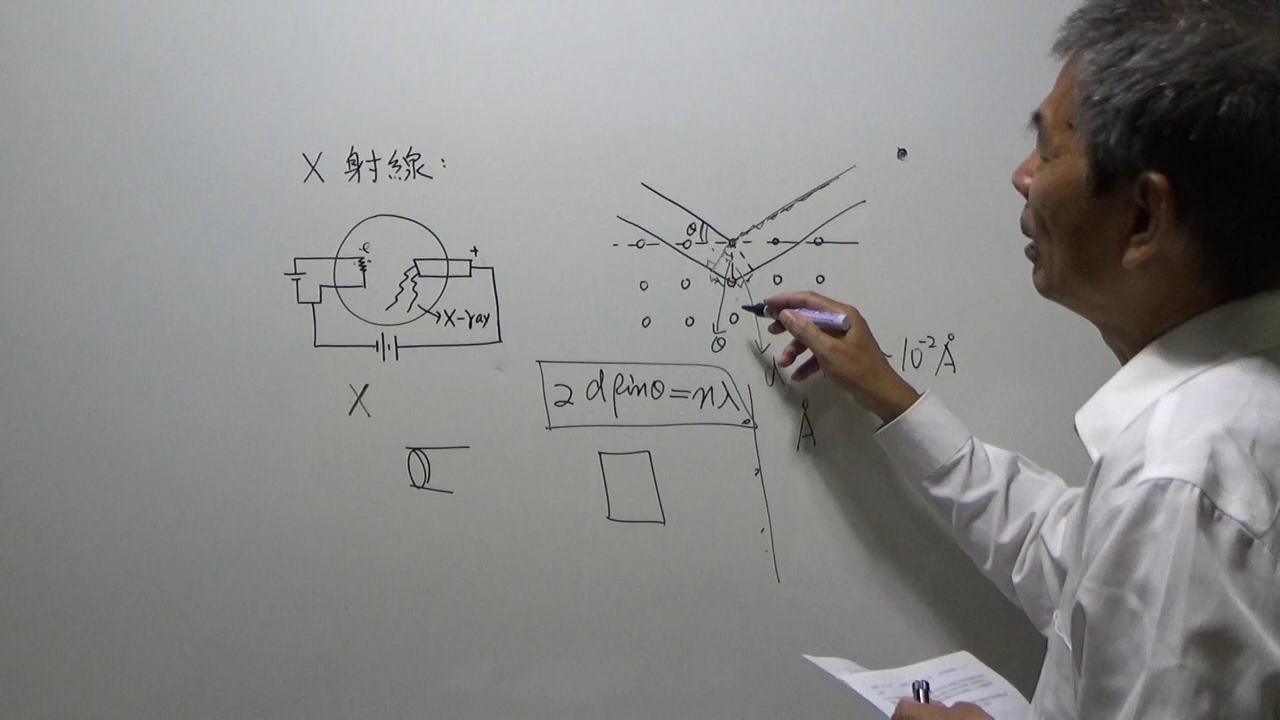 X 射線:
e
+
X-ray
X
θ
θ
d
~ 10⁻² Å
2 d sinθ = nλ
Å